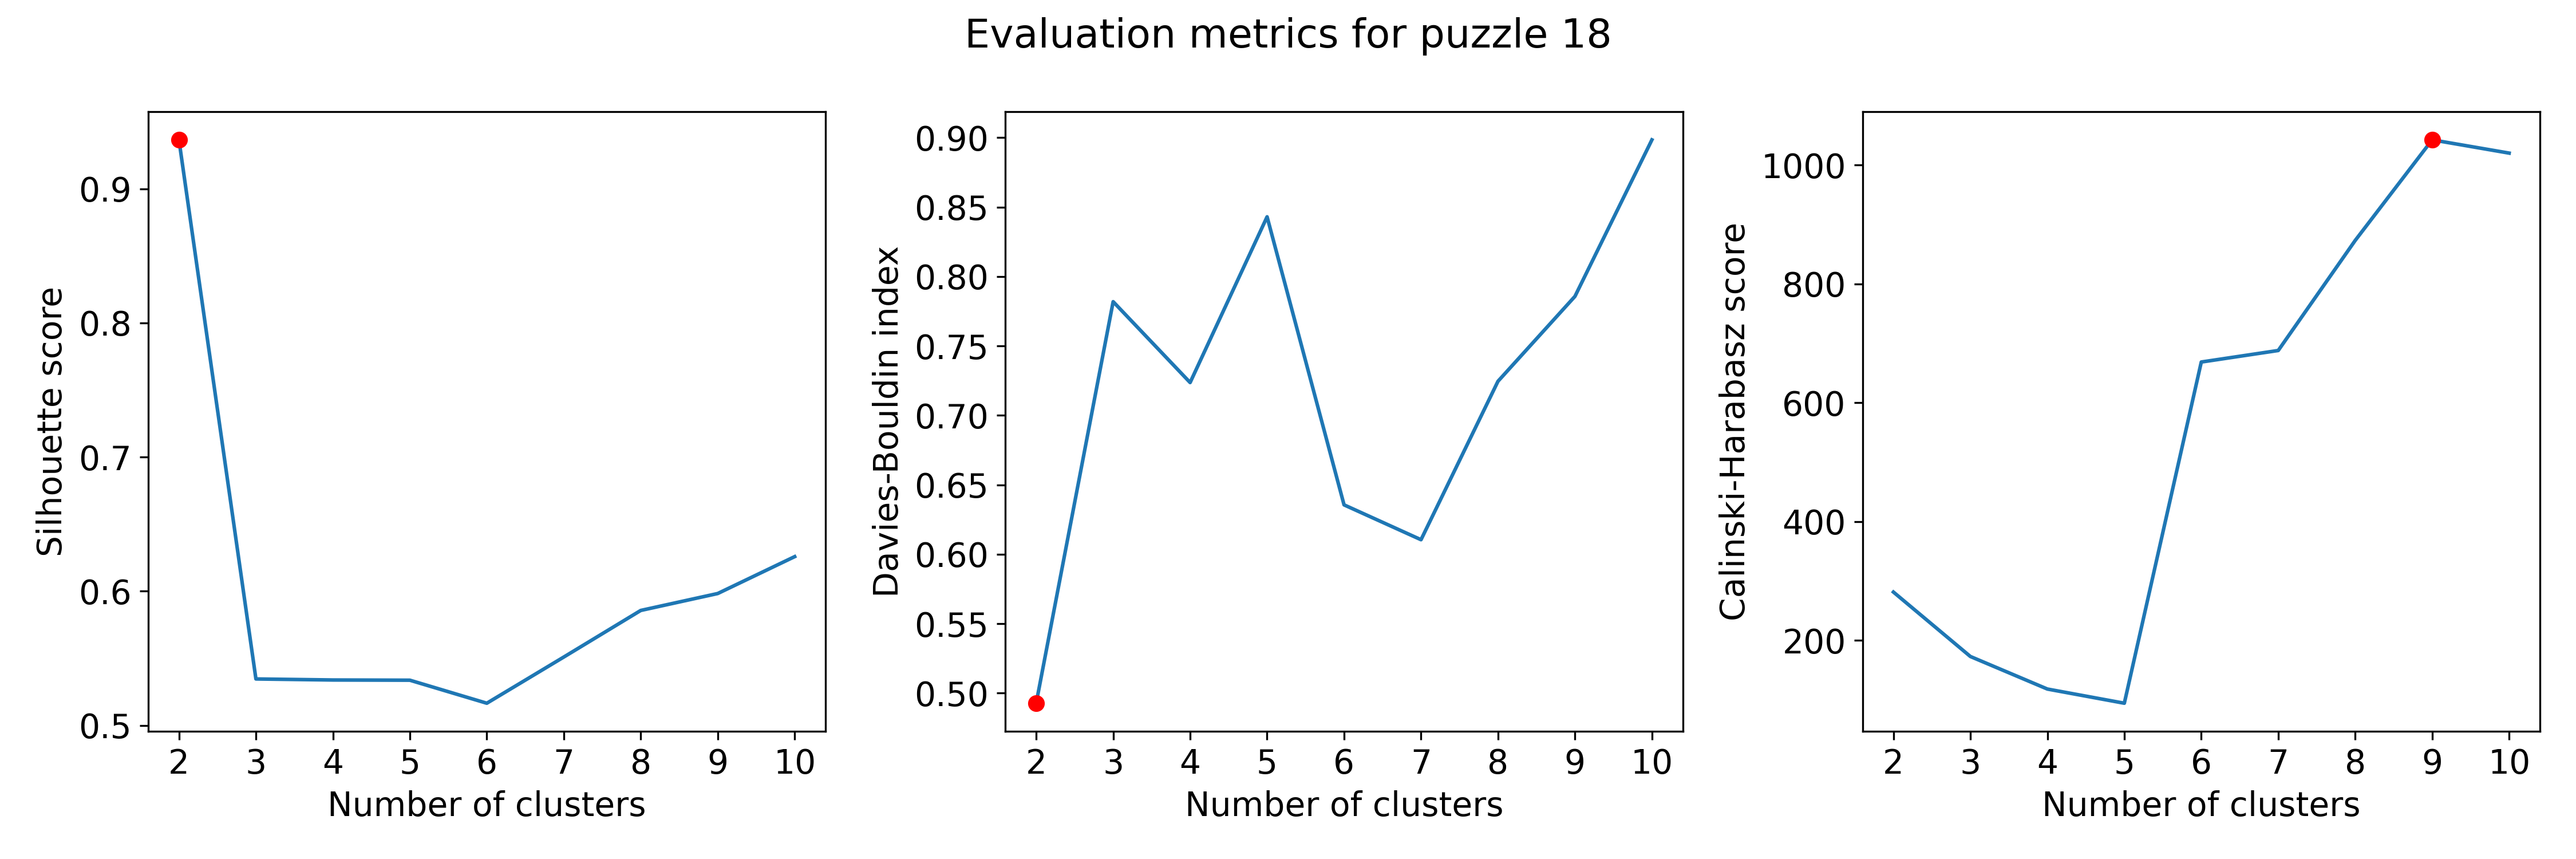 Evaluation metrics for puzzle 18
Silhouette score
0.9
0.8
0.7
0.6
0.5
2 3 4 5 6 7 8 9 10
Number of clusters
Davies-Bouldin index
0.90
0.85
0.80
0.75
0.70
0.65
0.60
0.55
0.50
2 3 4 5 6 7 8 9 10
Number of clusters
Calinski-Harabasz score
1000
800
600
400
200
2 3 4 5 6 7 8 9 10
Number of clusters